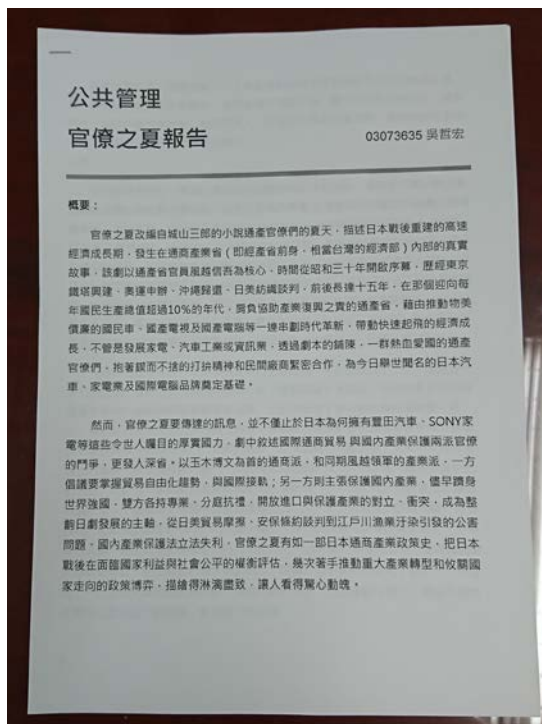 公共管理
官僚之夏報告
03073635 吳哲宏
概要：
官僚之夏改編自城山三郎的小說通產官僚們的夏天，描述日本戰後重建的高速
經濟成長期，發生在通商產業省（即經產省前身，相當台灣的經濟部）內部的真實
故事，該劇以通產省官員風越信吾為核心，時間從昭和三十年開啟序幕，歷經東京
鐵塔興建、奧運申辦、沖繩歸還、日美紡織談判，前後長達十五年，在那個迎向每
年國民生產總值超過10%的年代，肩負協助產業復興之責的通產省，藉由推動物美
價廉的國民車、國產電視及國產電腦等一連串劃時代革新，帶動快速起飛的經濟成
長，不管是發展家電、汽車工業或資訊業，透過劇本的鋪陳，一群熱血愛國的通產
官僚們，抱著鍥而不捨的打拚精神和民間廠商緊密合作，為今日舉世聞名的日本汽
車、家電業及國際電腦品牌奠定基礎。
然而，官僚之夏要傳達的訊息，並不僅止於日本為何擁有豐田汽車、SONY家
電等這些令世人矚目的厚實國力，劇中敘述國際通商貿易 與國內產業保護兩派官僚
的鬥爭，更發人深省。以玉木博文為首的通商派，和同期風越領軍的產業派，一方
倡議要掌握貿易自由化趨勢，與國際接軌；另一方則主張保護國內產業，儘早躋身
世界強國，雙方各持專業、分庭抗禮，開放進口與保護產業的對立、衝突，成為整
齣日劇發展的主軸，從日美貿易摩擦、安保條約談判到江戶川漁業汙染引發的公害
問題、國內產業保護法立法失利，官僚之夏有如一部日本通商產業政策史，把日本
戰後在面臨國家利益與社會公平的權衡評估，幾次著手推動重大產業轉型和攸關國
家走向的政策博弈，描繪得淋漓盡致，讓人看得驚心動魄。